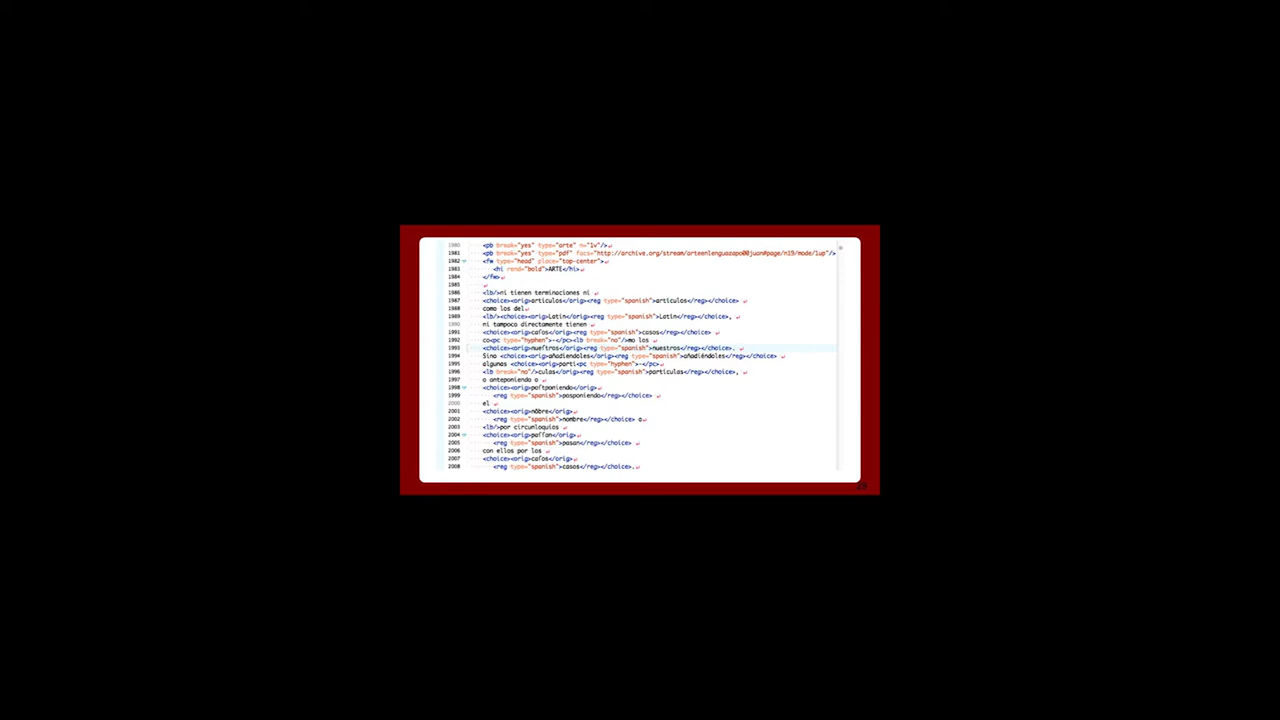 1980 <pb break="yes" type="arte" n="1v"/>
1981 <pb break="yes" type="pdf" facs="http://archive.org/stream/arteenlenguazapo00juan#page/n19/mode/1up"/>
1982 <fw type="head" place="top-center">
1983 <hi rend="bold">ARTE</hi>
1984 </fw>
1985
1986 <lb/>ni tienen terminaciones ni
1987 <choice><orig>articulos</orig><reg type="spanish">artículos</reg></choice>
1988 como los del
1989 <lb/><choice><orig>Latin</orig><reg type="spanish">Latín</reg></choice>,
1990 ni tampoco directamente tienen
1991 <choice><orig>caſos</orig><reg type="spanish">casos</reg></choice>
1992 co<pc type="hyphen">-</pc><lb break="no"/>mo los
1993 <choice><orig>nueſtros</orig><reg type="spanish">nuestros</reg></choice>.
1994 Sino <choice><orig>añadiendoles</orig><reg type="spanish">añadiéndoles</reg></choice>
1995 algunas <choice><orig>parti<pc type="hyphen">-</pc>
1996 <lb break="no"/>culas</orig><reg type="spanish">partículas</reg></choice>,
1997 o anteponiendo o
1998 <choice><orig>poſtponiendo</orig>
1999 <reg type="spanish">posponiendo</reg></choice>
2000 el
2001 <choice><orig>nõbre</orig>
2002 <reg type="spanish">nombre</reg></choice> o
2003 <lb/>por circunloquios
2004 <choice><orig>paſſan</orig>
2005 <reg type="spanish">pasan</reg></choice>
2006 con ellos por los
2007 <choice><orig>caſos</orig>
2008 <reg type="spanish">casos</reg></choice>.